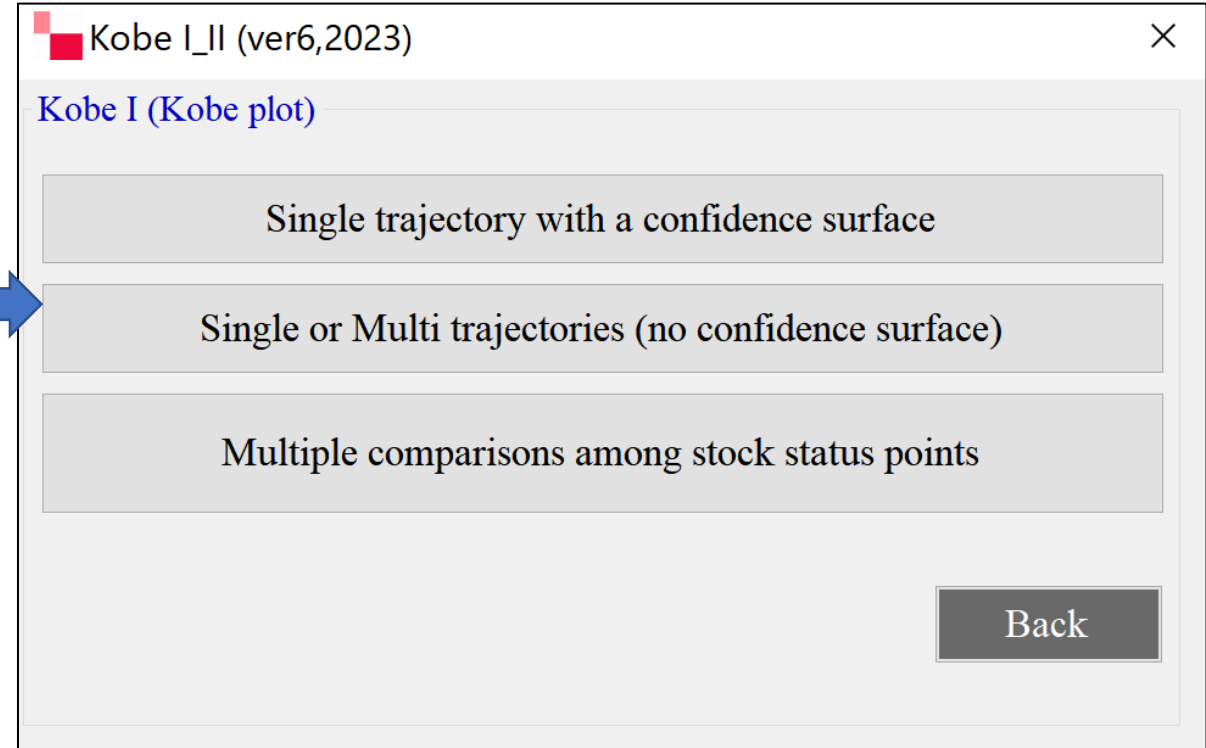 Kobe I_II (ver6,2023)
Kobe I (Kobe plot)
Single trajectory with a confidence surface
Single or Multi trajectories (no confidence surface)
Multiple comparisons among stock status points
Back